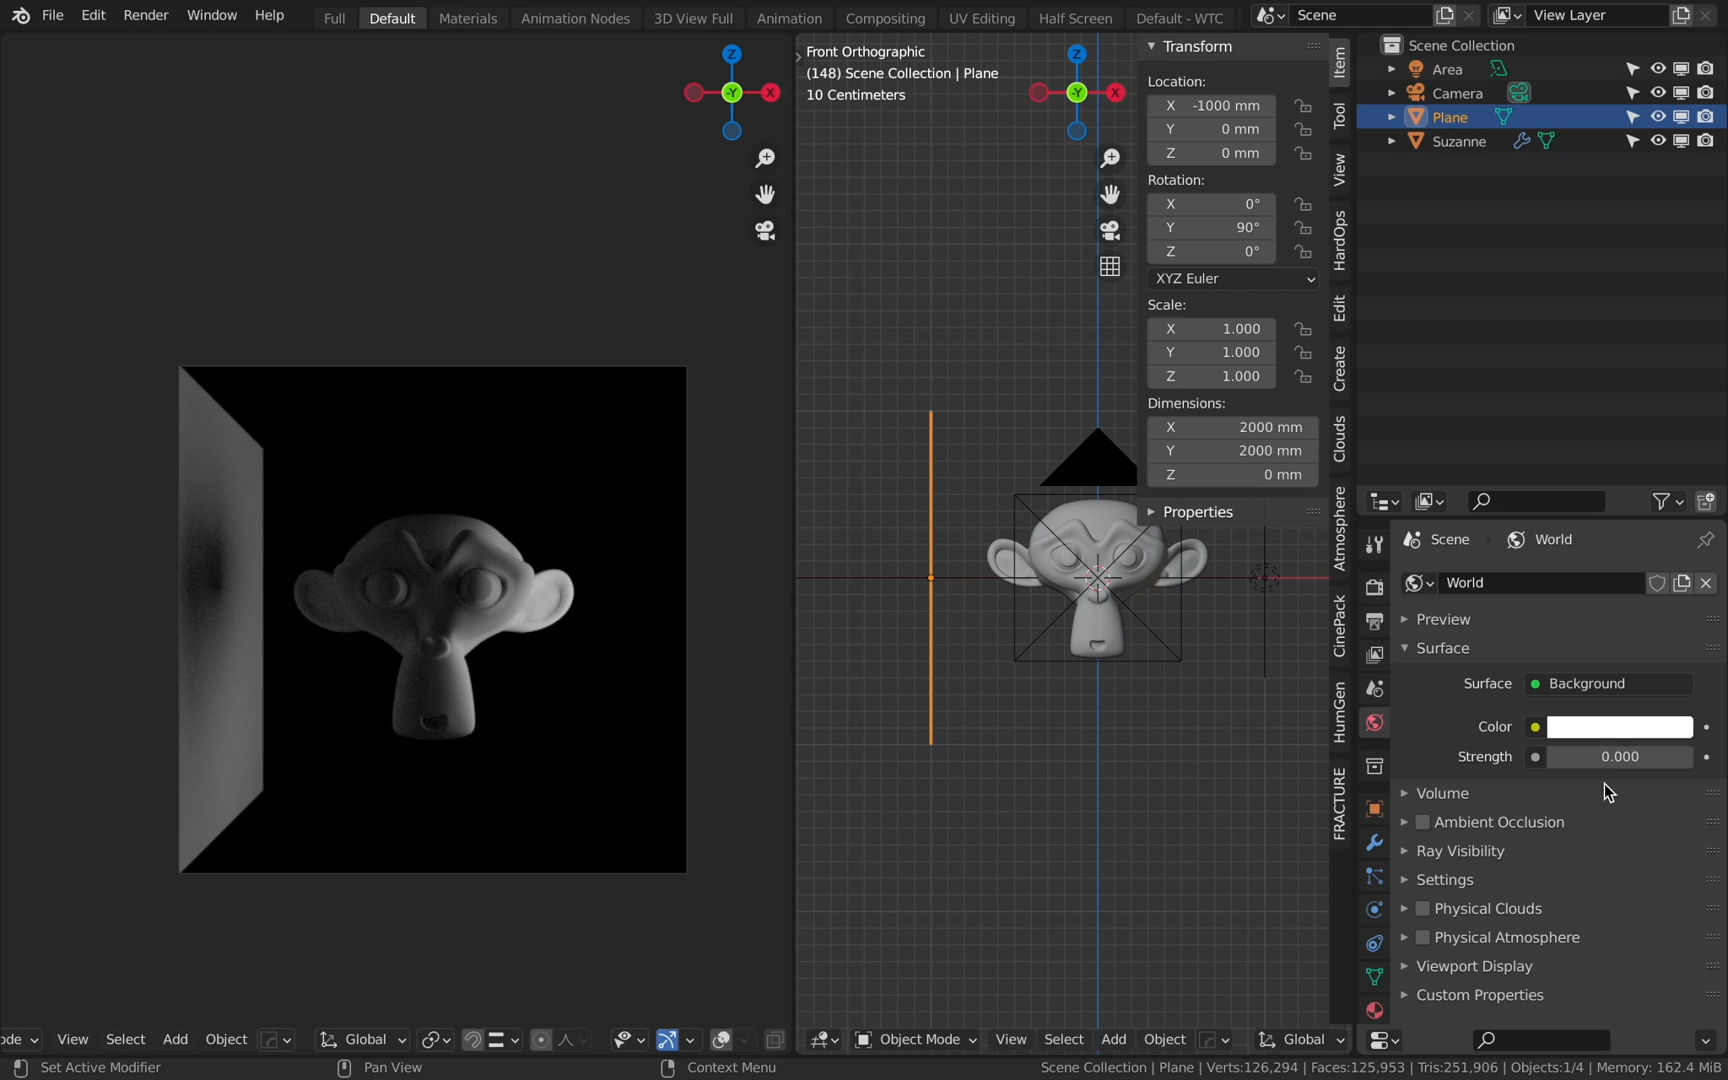 File Edit Render Window Help Full Default Materials Animation Nodes 3D View Full Animation Compositing UV Editing Half Screen Default - WTC Scene View Layer
Z
-Y
X
Front Orthographic
(148) Scene Collection | Plane
10 Centimeters
Z
-Y
X
Transform
Location:
X -1000 mm
Y 0 mm
Z 0 mm
Rotation:
X 0°
Y 90°
Z 0°
XYZ Euler
Scale:
X 1.000
Y 1.000
Z 1.000
Dimensions:
X 2000 mm
Y 2000 mm
Z 0 mm
Properties
Item
Tool
View
HardOps
Edit
Create
Clouds
Atmosphere
CinePack
HumGen
FRACTURE
Scene Collection
Area
Camera
Plane
Suzanne
Scene World
World
Preview
Surface
Surface Background
Color
Strength 0.000
Volume
Ambient Occlusion
Ray Visibility
Settings
Physical Clouds
Physical Atmosphere
Viewport Display
Custom Properties
ode View Select Add Object Global
Object Mode View Select Add Object Global
Set Active Modifier Pan View Context Menu Scene Collection | Plane | Verts:126,294 | Faces:125,953 | Tris:251,906 | Objects:1/4 | Memory: 162.4 MiB